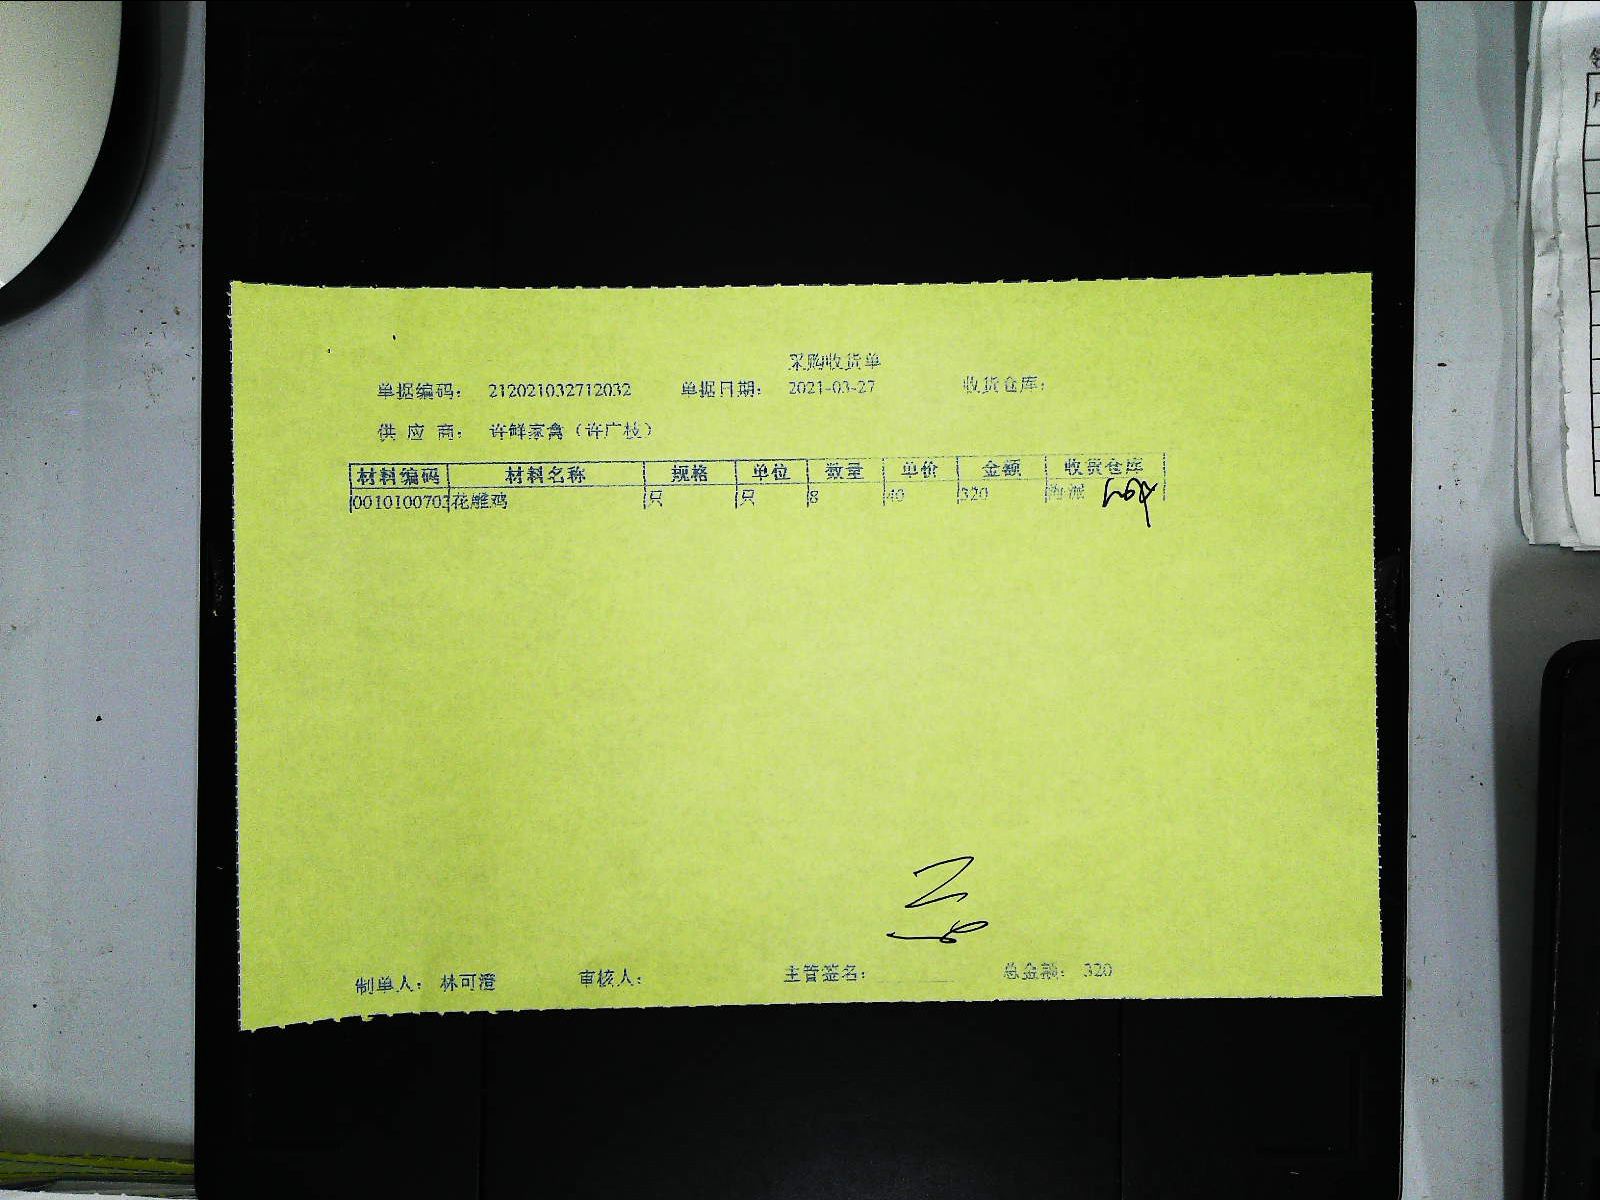 采购收货单
单据编码： 212021032712032 单据日期： 2021-03-27 收货仓库：
供 应 商： 许鲜家禽（许广枝）
材料编码 材料名称 规格 单位 数量 单价 金额 收货仓库
0010100703 花雕鸡 只 只 8 40 320 海派
制单人： 林可澄 审核人： 主管签名： 总金额： 320